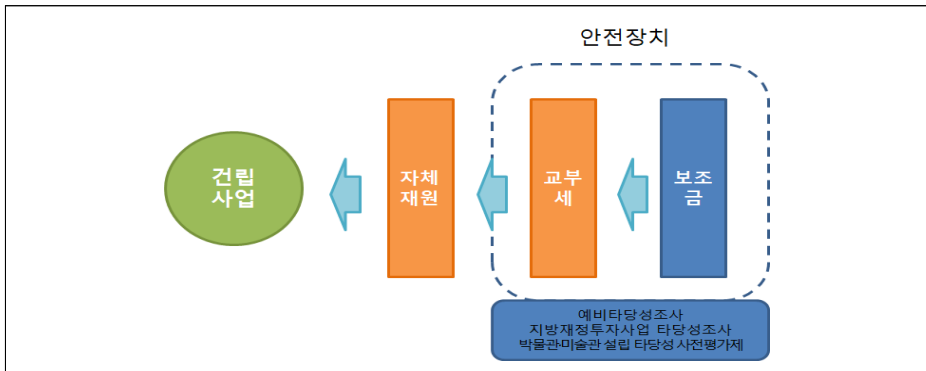 안전장치
건립
사업
자체
재원
교부
세
보조
금
예비타당성조사
지방재정투자사업 타당성조사
박물관·미술관 설립 타당성 사전평가제